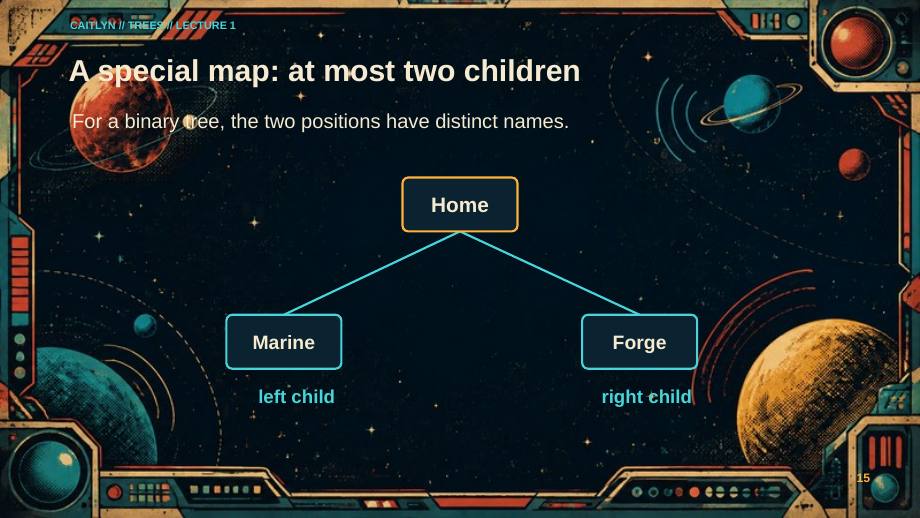 CAITLYN // TREES // LECTURE 1
A special map: at most two children
For a binary tree, the two positions have distinct names.
Home
Marine
Forge
left child
right child
15